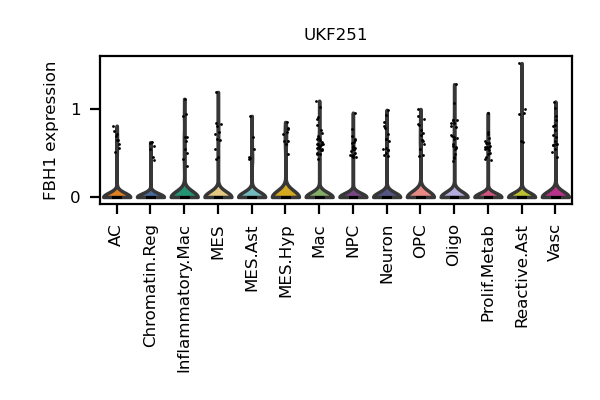 UKF251
FBH1 expression
1
0
AC
Chromatin.Reg
Inflammatory.Mac
MES
MES.Ast
MES.Hyp
Mac
NPC
Neuron
OPC
Oligo
Prolif.Metab
Reactive.Ast
Vasc